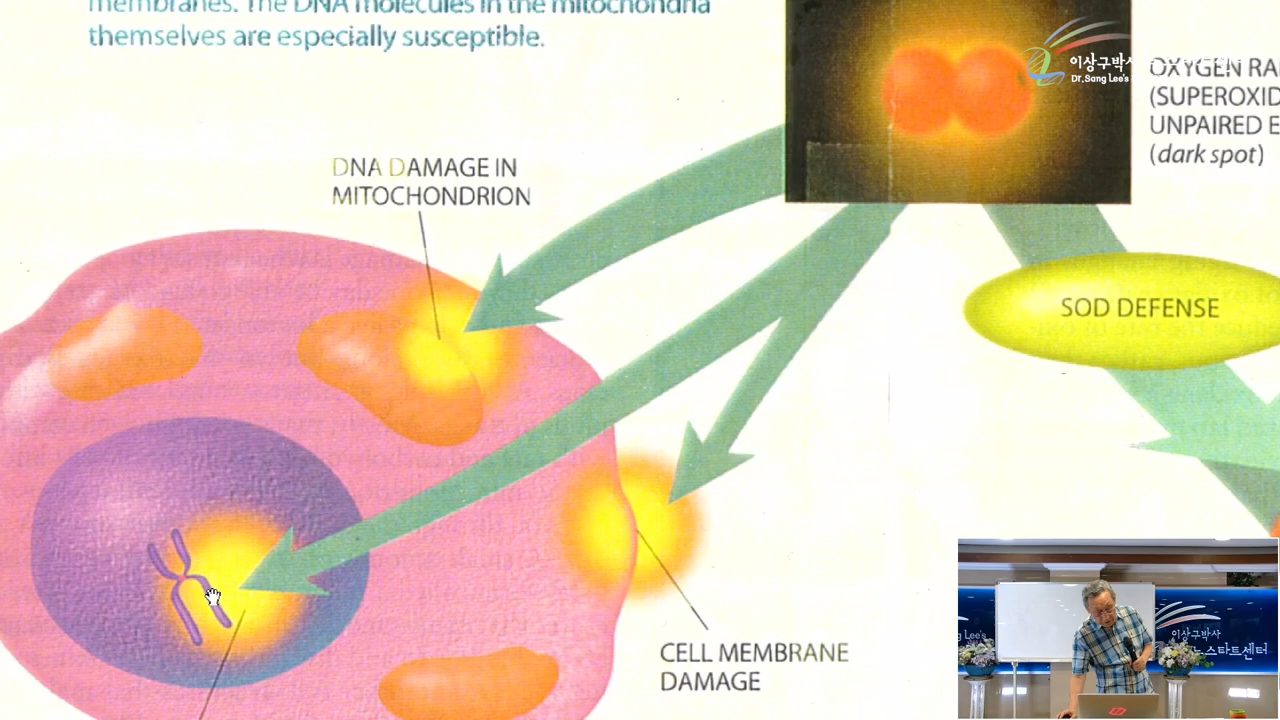 membranes. The DNA molecules in the mitochondria
themselves are especially susceptible.
이상구박사
Dr.Sang Lee's
OXYGEN RA
(SUPEROXID
UNPAIRED E
(dark spot)
DNA DAMAGE IN
MITOCHONDRION
SOD DEFENSE
CELL MEMBRANE
DAMAGE
ng Lee's
이상구박사
스타트센터